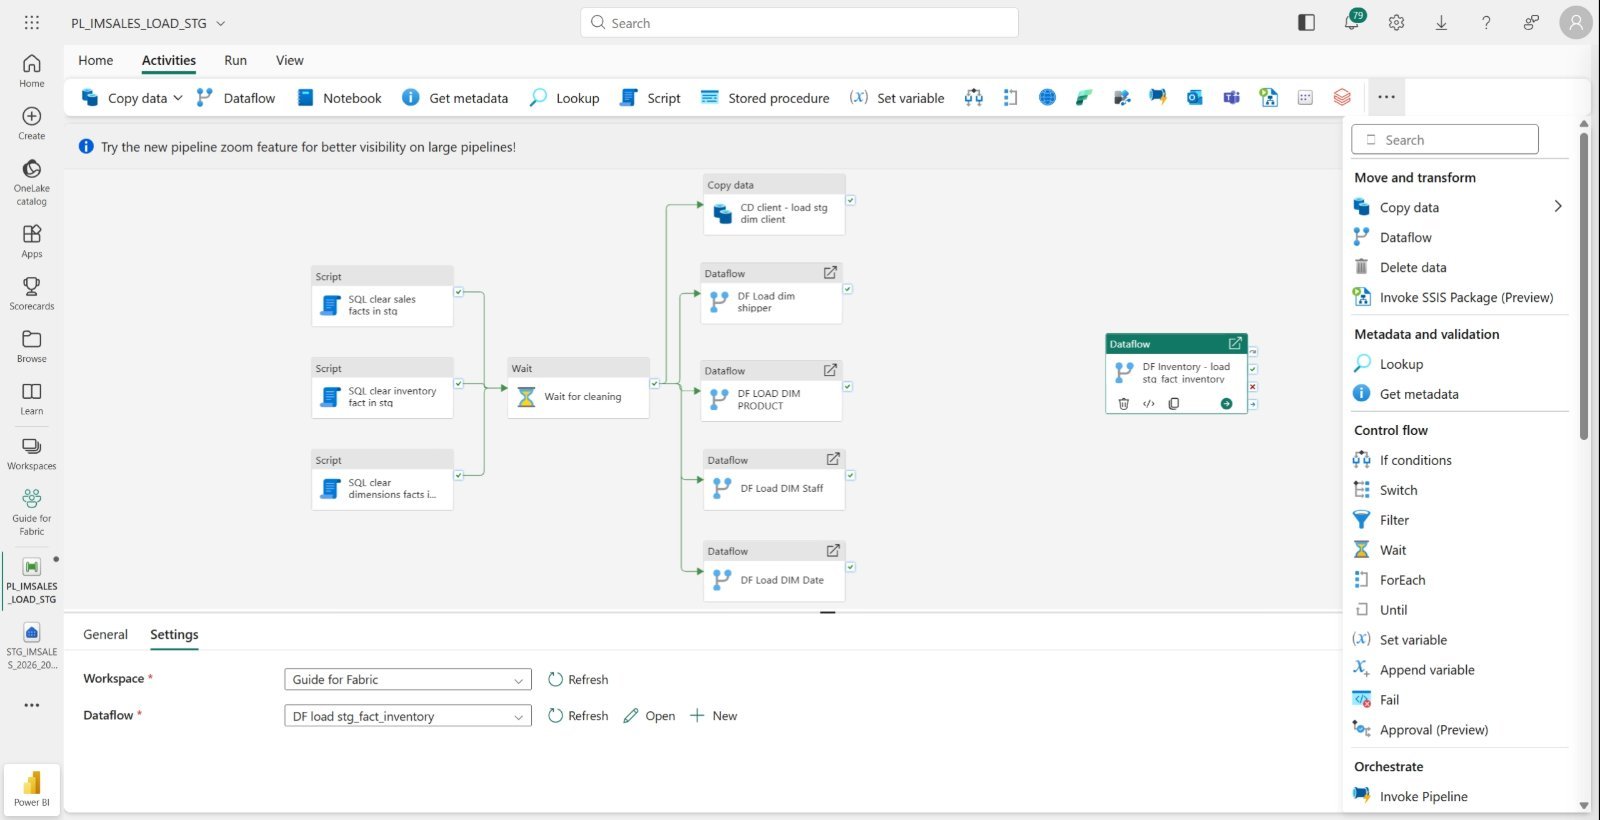 PL_IMSALES_LOAD_STG
Search
79
Home
Activities
Run
View
Copy data
Dataflow
Notebook
Get metadata
Lookup
Script
Stored procedure
(x) Set variable
Home
Create
OneLake
catalog
Apps
Scorecards
Browse
Learn
Workspaces
Guide for
Fabric
PL_IMSALES
_LOAD_STG
STG_IMSALE
S_2026_20...
Power BI
Try the new pipeline zoom feature for better visibility on large pipelines!
Script
SQL clear sales
facts in stg
Script
SQL clear inventory
fact in stg
Script
SQL clear
dimensions facts i...
Wait
Wait for cleaning
Copy data
CD client - load stg
dim client
Dataflow
DF Load dim
shipper
Dataflow
DF LOAD DIM
PRODUCT
Dataflow
DF Load DIM Staff
Dataflow
DF Load DIM Date
Dataflow
DF Inventory - load
stg_fact_inventory
General
Settings
Workspace *
Guide for Fabric
Refresh
Dataflow *
DF load stg_fact_inventory
Refresh
Open
New
Search
Move and transform
Copy data
Dataflow
Delete data
Invoke SSIS Package (Preview)
Metadata and validation
Lookup
Get metadata
Control flow
If conditions
Switch
Filter
Wait
ForEach
Until
(x) Set variable
Append variable
Fail
Approval (Preview)
Orchestrate
Invoke Pipeline